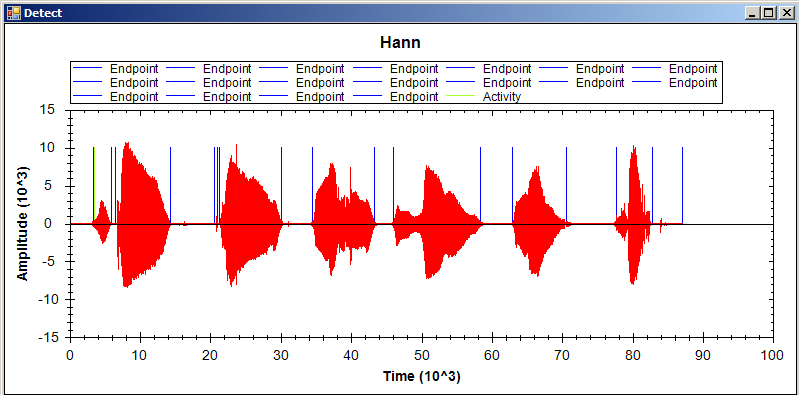 Detect
Hann
Endpoint Endpoint Endpoint Endpoint Endpoint Endpoint Endpoint
Endpoint Endpoint Endpoint Endpoint Endpoint Endpoint Endpoint
Endpoint Endpoint Endpoint Endpoint Activity
15
10
5
0
-5
-10
-15
Amplitude (10^3)
0 10 20 30 40 50 60 70 80 90 100
Time (10^3)